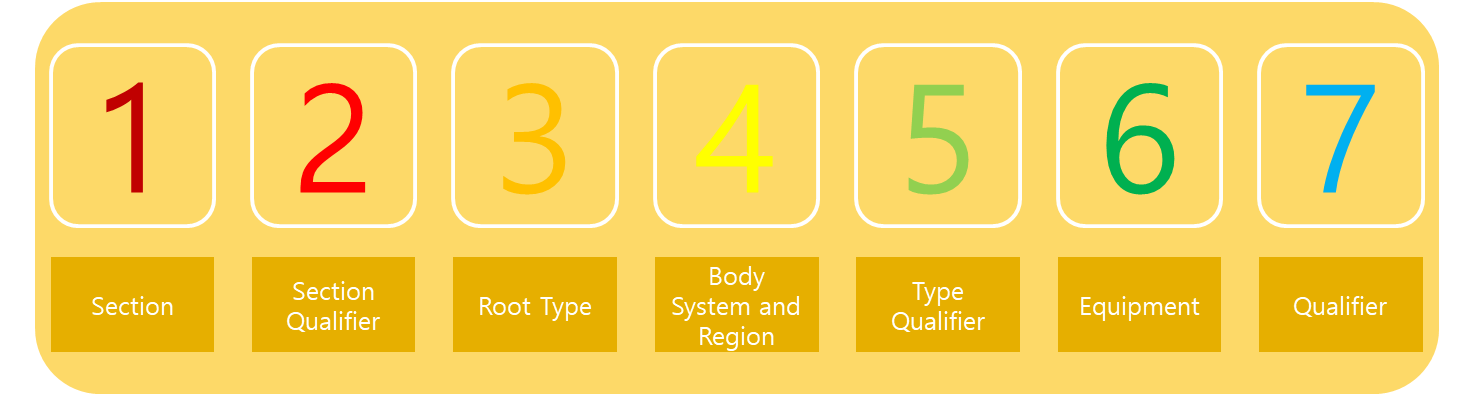 1 2 3 4 5 6 7
Section
Section
Qualifier
Root Type
Body
System and
Region
Type
Qualifier
Equipment
Qualifier